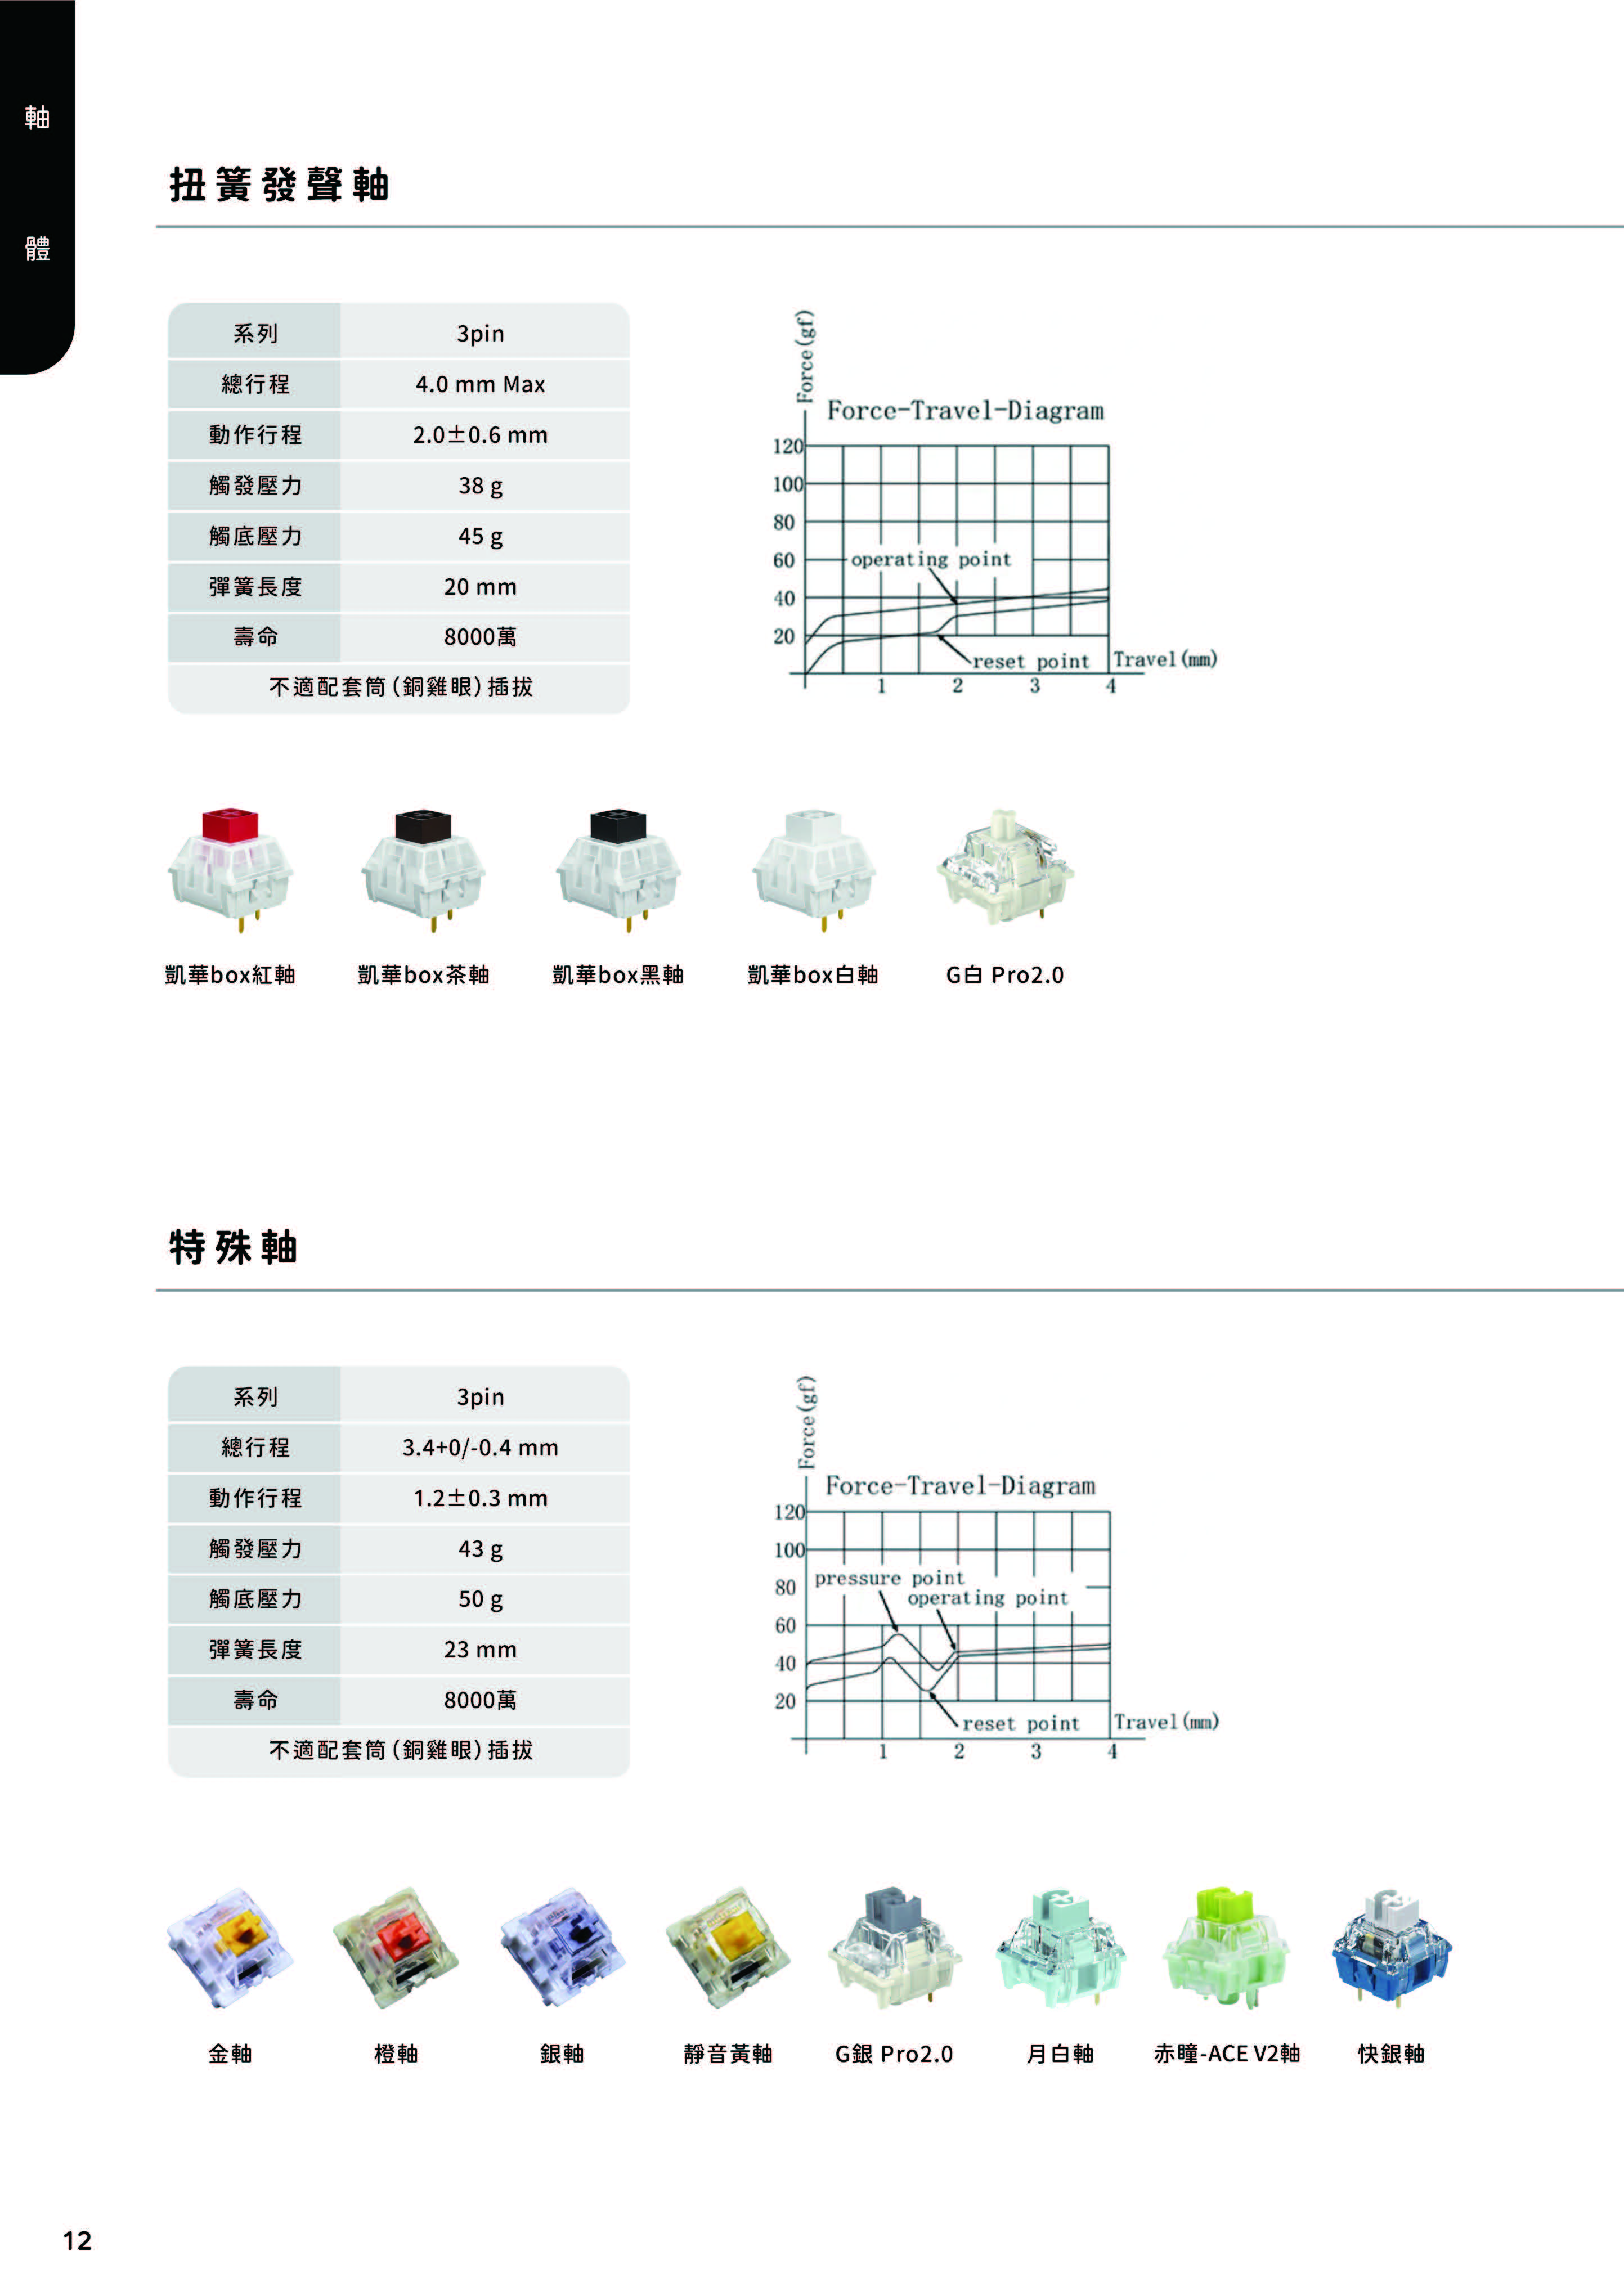 軸
體
扭簧發聲軸
系列 3pin
總行程 4.0 mm Max
動作行程 2.0±0.6 mm
觸發壓力 38 g
觸底壓力 45 g
彈簧長度 20 mm
壽命 8000萬
不適配套筒(銅雞眼)插拔
Force(gf)
Force-Travel-Diagram
120
100
80
60 operating point
40
20
reset point Travel(mm)
1 2 3 4
凱華box紅軸 凱華box茶軸 凱華box黑軸 凱華box白軸 G白 Pro2.0
特殊軸
系列 3pin
總行程 3.4+0/-0.4 mm
動作行程 1.2±0.3 mm
觸發壓力 43 g
觸底壓力 50 g
彈簧長度 23 mm
壽命 8000萬
不適配套筒(銅雞眼)插拔
Force(gf)
Force-Travel-Diagram
120
100
80 pressure point
operating point
60
40
20
reset point Travel(mm)
1 2 3 4
金軸 橙軸 銀軸 靜音黃軸 G銀 Pro2.0 月白軸 赤瞳-ACE V2軸 快銀軸
12